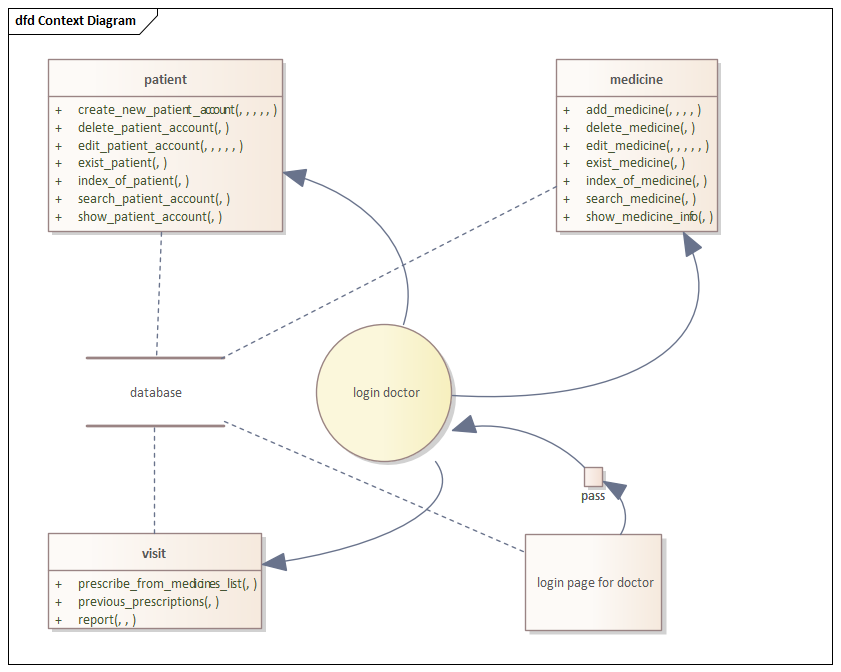 dfd Context Diagram
patient
+ create_new_patient_account(, , , , , )
+ delete_patient_account(, )
+ edit_patient_account(, , , , , )
+ exist_patient(, )
+ index_of_patient(, )
+ search_patient_account(, )
+ show_patient_account(, )
medicine
+ add_medicine(, , , , )
+ delete_medicine(, )
+ edit_medicine(, , , , , )
+ exist_medicine(, )
+ index_of_medicine(, )
+ search_medicine(, )
+ show_medicine_info(, )
database
login doctor
pass
visit
+ prescribe_from_medicines_list(, )
+ previous_prescriptions(, )
+ report(, , )
login page for doctor